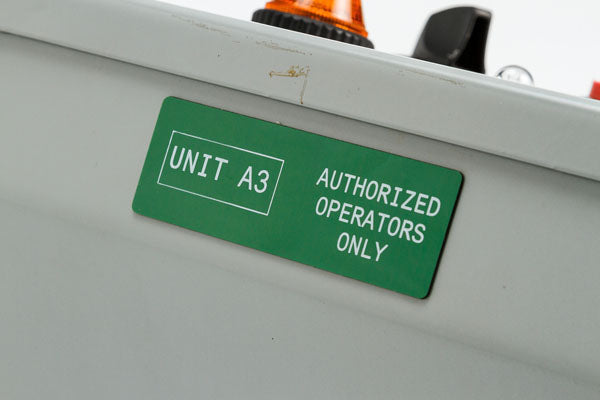 UNIT A3
AUTHORIZED
OPERATORS
ONLY